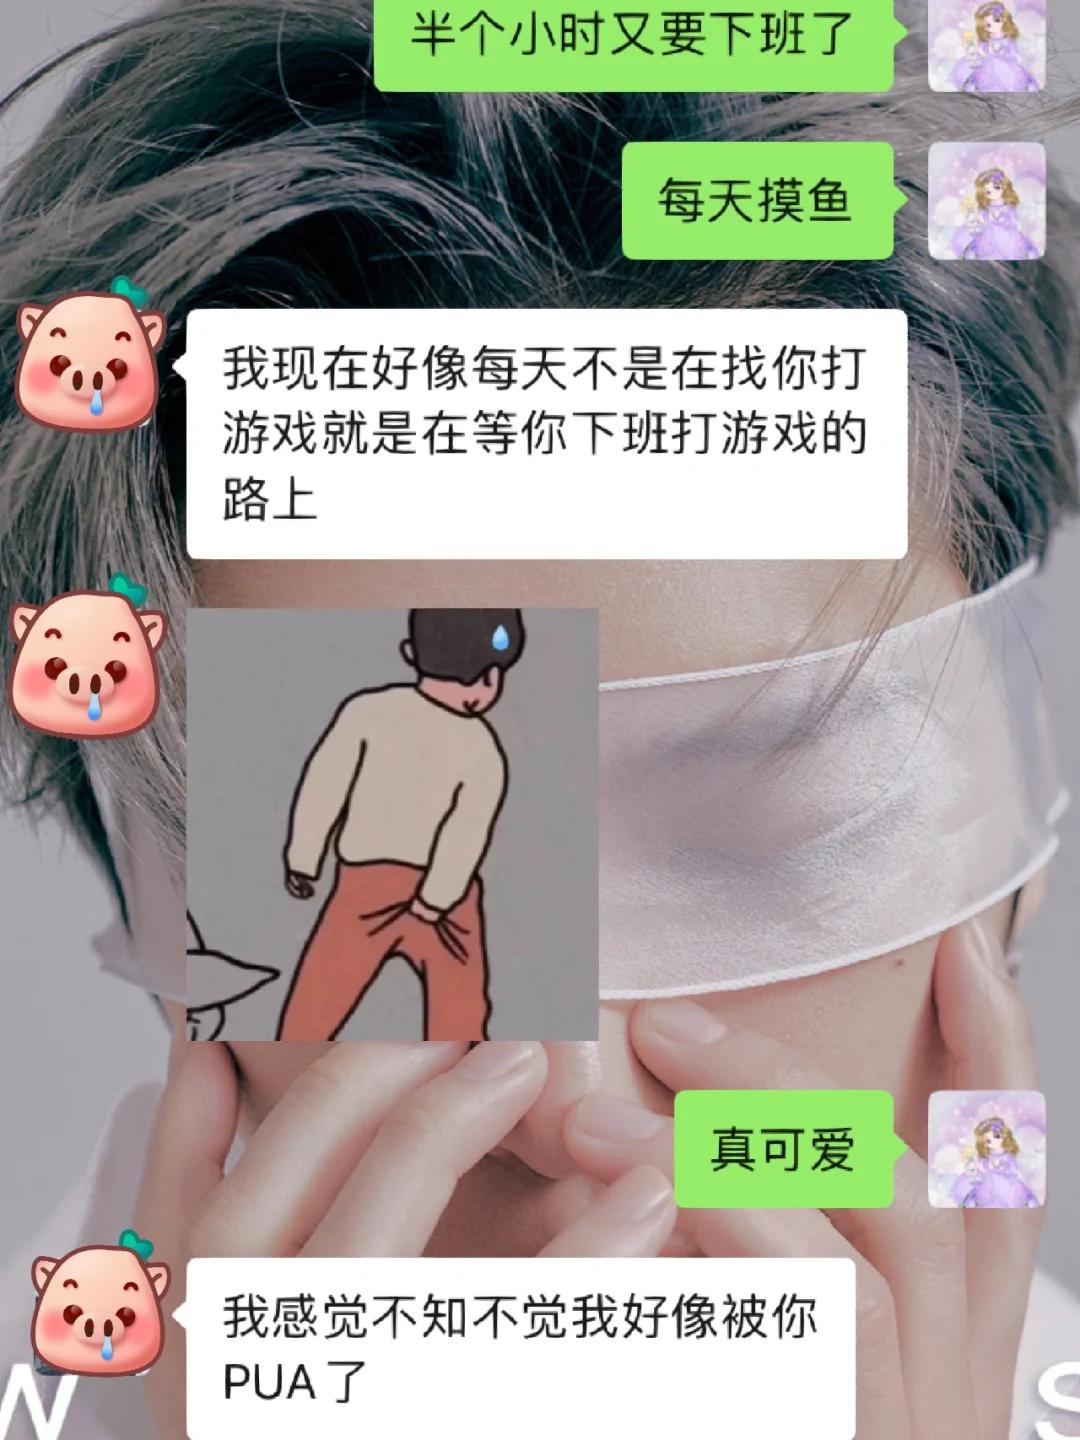 半个小时又要下班了
每天摸鱼
我现在好像每天不是在找你打
游戏就是在等你下班打游戏的
路上
真可爱
我感觉不知不觉我好像被你
PUA了
W
S